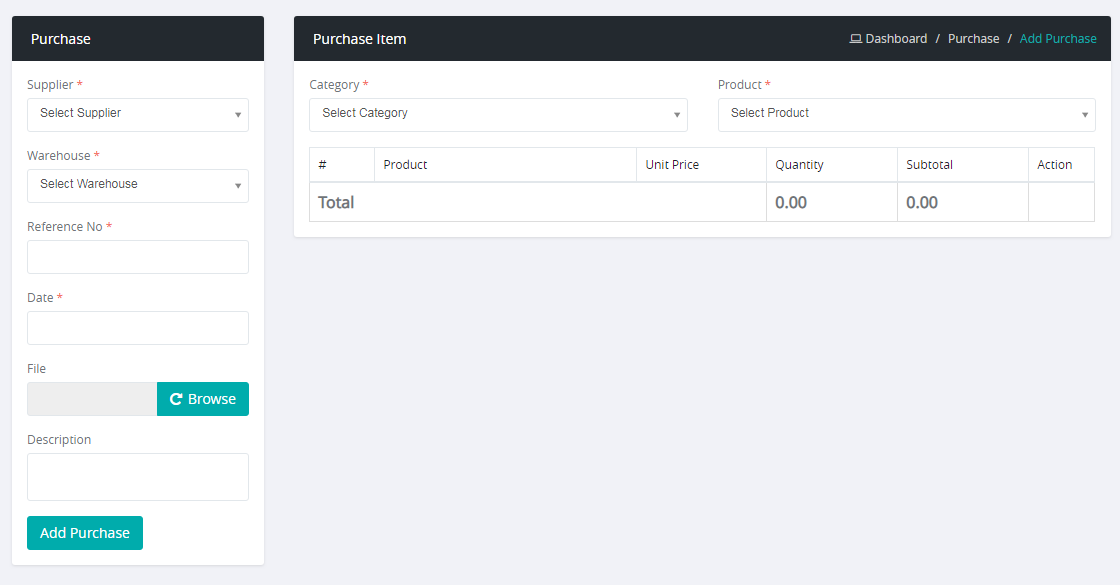 Purchase
Supplier *
Select Supplier
Warehouse *
Select Warehouse
Reference No *
Date *
File
Browse
Description
Add Purchase
Purchase Item
Dashboard / Purchase / Add Purchase
Category *
Product *
Select Category
Select Product
# Product Unit Price Quantity Subtotal Action
Total 0.00 0.00